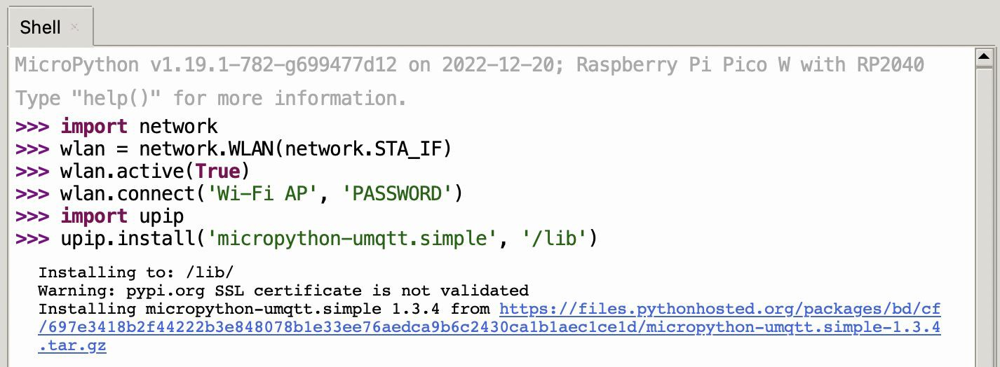 Shell
MicroPython v1.19.1-782-g699477d12 on 2022-12-20; Raspberry Pi Pico W with RP2040
Type "help()" for more information.
>>> import network
>>> wlan = network.WLAN(network.STA_IF)
>>> wlan.active(True)
>>> wlan.connect('Wi-Fi AP', 'PASSWORD')
>>> import upip
>>> upip.install('micropython-umqtt.simple', '/lib')
Installing to: /lib/
Warning: pypi.org SSL certificate is not validated
Installing micropython-umqtt.simple 1.3.4 from https://files.pythonhosted.org/packages/bd/cf
/697e3418b2f44222b3e848078b1e33ee76aedca9b6c2430ca1b1aec1ce1d/micropython-umqtt.simple-1.3.4
.tar.gz